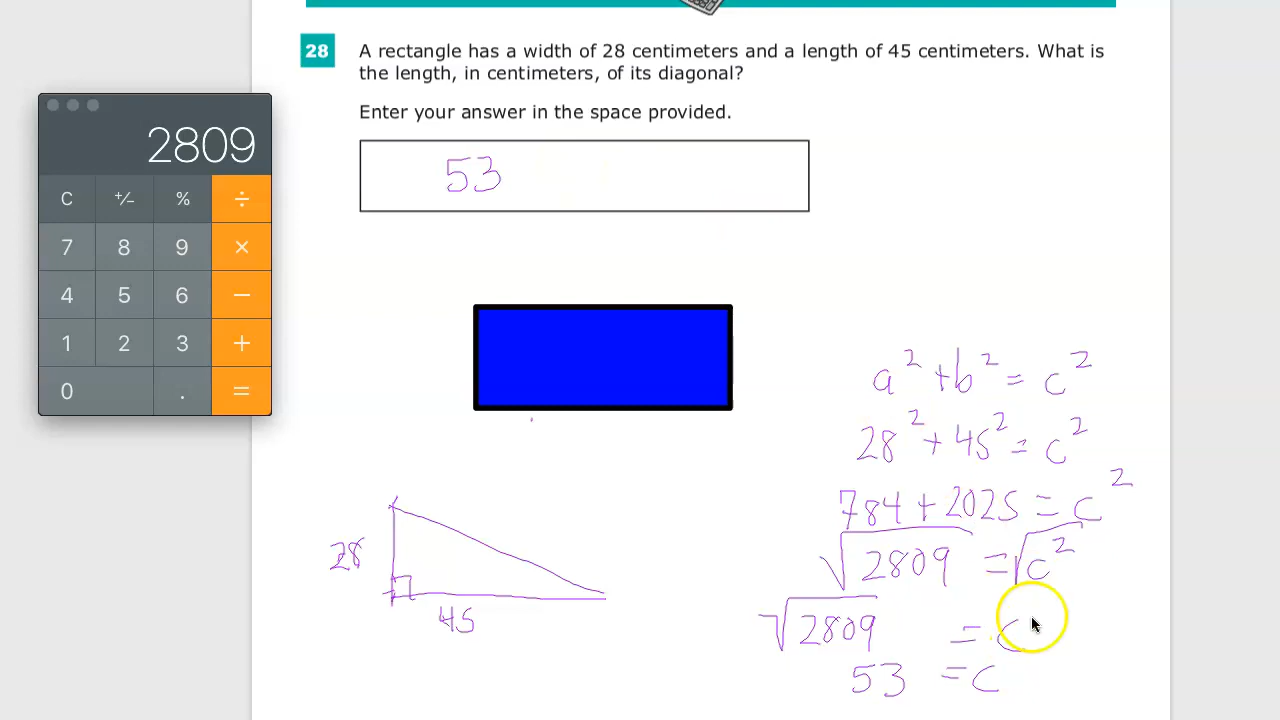 28 A rectangle has a width of 28 centimeters and a length of 45 centimeters. What is
the length, in centimeters, of its diagonal?
Enter your answer in the space provided.
2809
C +/- % ÷
7 8 9 ×
4 5 6 −
1 2 3 +
0 . =
53
a² + b² = c²
28² + 45² = c²
784 + 2025 = c²
√2809 = √c²
√2809 = c
53 = c
28
45